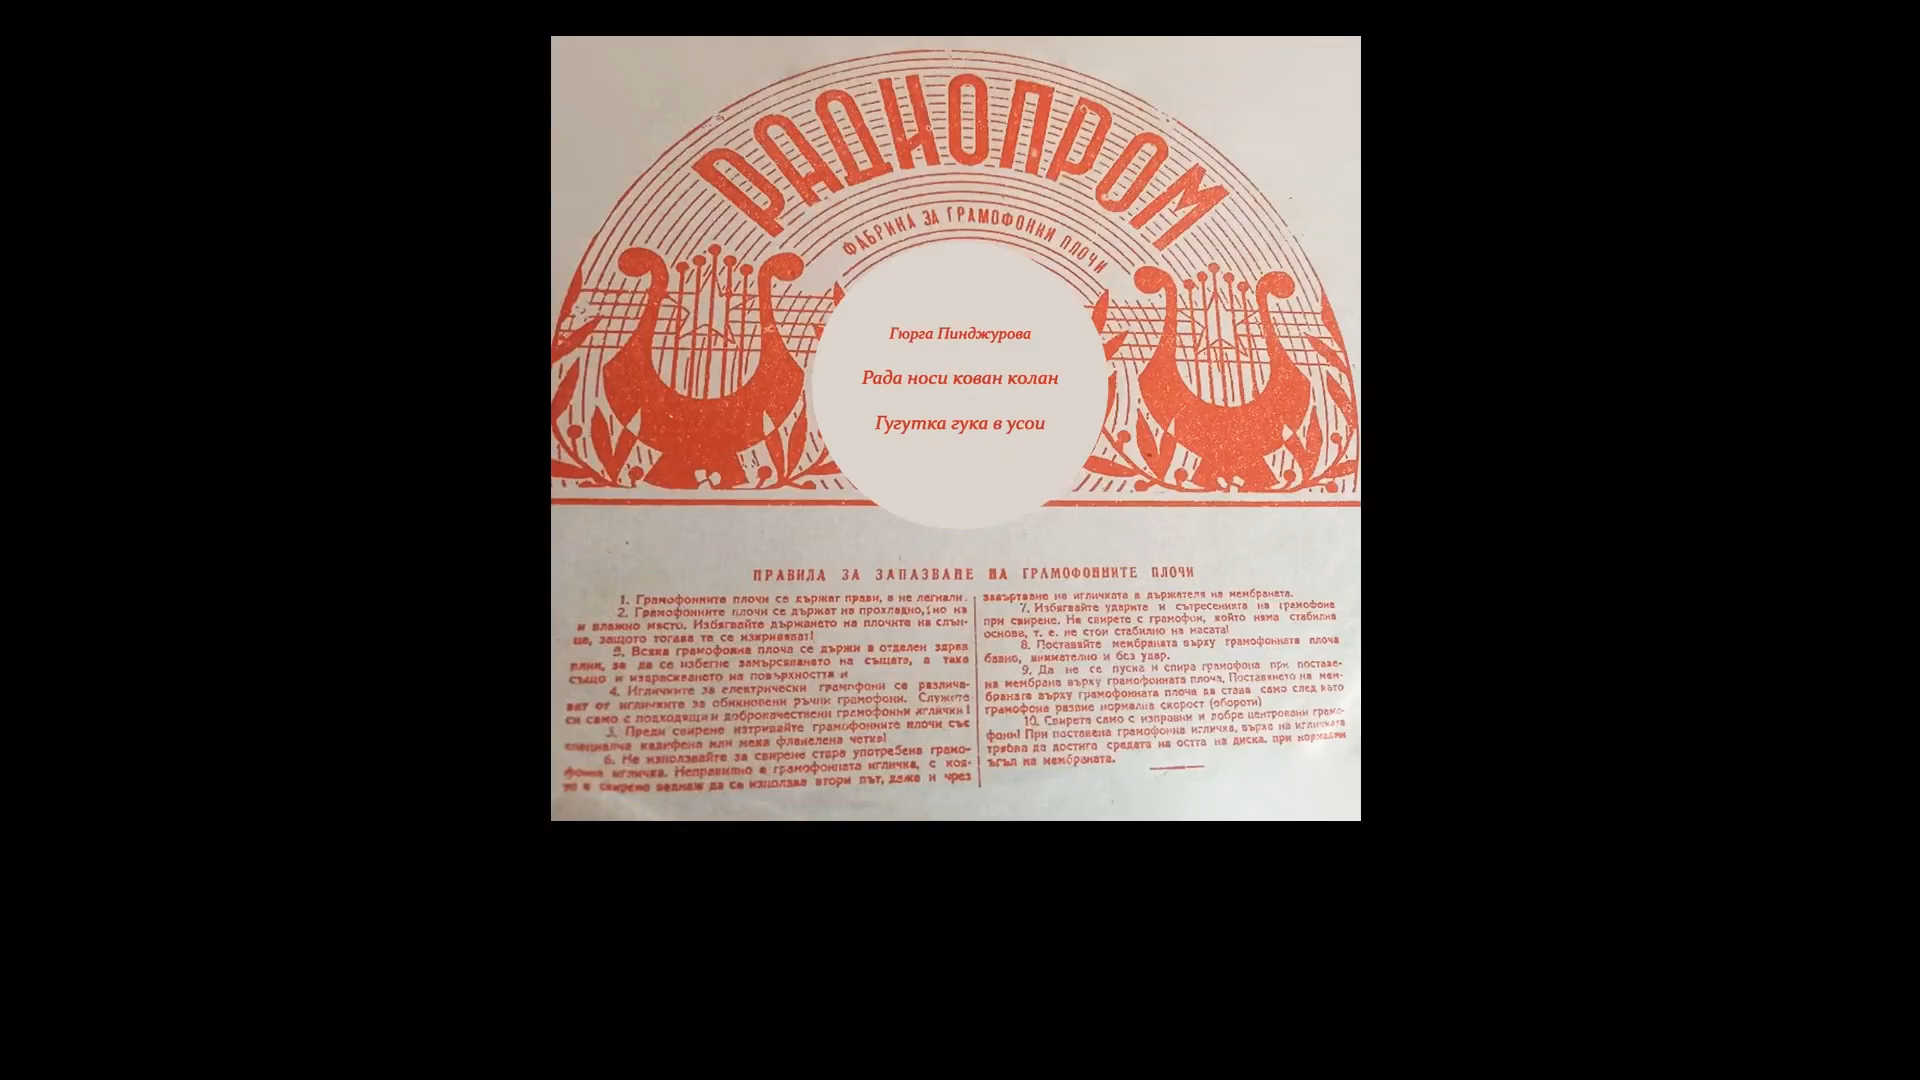 РАДИОПРОМ
ФАБРИКА ЗА ГРАМОФОННИ ПЛОЧИ
Гюрга Пинджурова
Рада носи кован колан
Гугутка гука в усои
ПРАВИЛА ЗА ЗАПАЗВАНЕ НА ГРАМОФОННИТЕ ПЛОЧИ
1. Грамофонните плочи се държат прави, а не легнали.
2. Грамофонните плочи се държат на прохладно, но на
и влажно място. Избягвайте държането на плочите на слън-
це, защото тогава те се изкривяват!
3. Всяка грамофонна плоча се държи в отделен здрав
плик, за да се избегне замърсяването на същата, а така
също и издраскването на повърхността и
4. Игличките за електрически грамофони се различа-
ват от игличките за обикновени ръчни грамофони. Служете
си само с подходящи и доброкачествени грамофонни иглички!
5. Преди свирене изтривайте грамофонните плочи със
специална кадифена или мека фланелена четка!
6. Не използвайте за свирене стара употребена грамо-
фонна игличка. Неправилно е грамофонната игличка, с коя-
то е свирено веднаж да се използва втори път, даже и чрез
завъртване на игличката в държателя на мембраната.
7. Избягвайте ударите и сътресенията на грамофона
при свирене. Не свирете с грамофон, който няма стабилна
основа, т. е. не стои стабилно на масата!
8. Поставяйте мембраната върху грамофонната плоча
бавно, внимателно и без удар.
9. Да не се пуска и спира грамофона при поставе-
на мембрана върху грамофонната плоча. Поставянето на мем-
браната върху грамофонната плоча да става само след като
грамофона развие нормална скорост (обороти)
10. Свирете само с изправни и добре центровани грамо-
фони! При поставена грамофонна игличка, върха на игличката
трябва да достига средата на остта на диска, при нормален
ъгъл на мембраната.